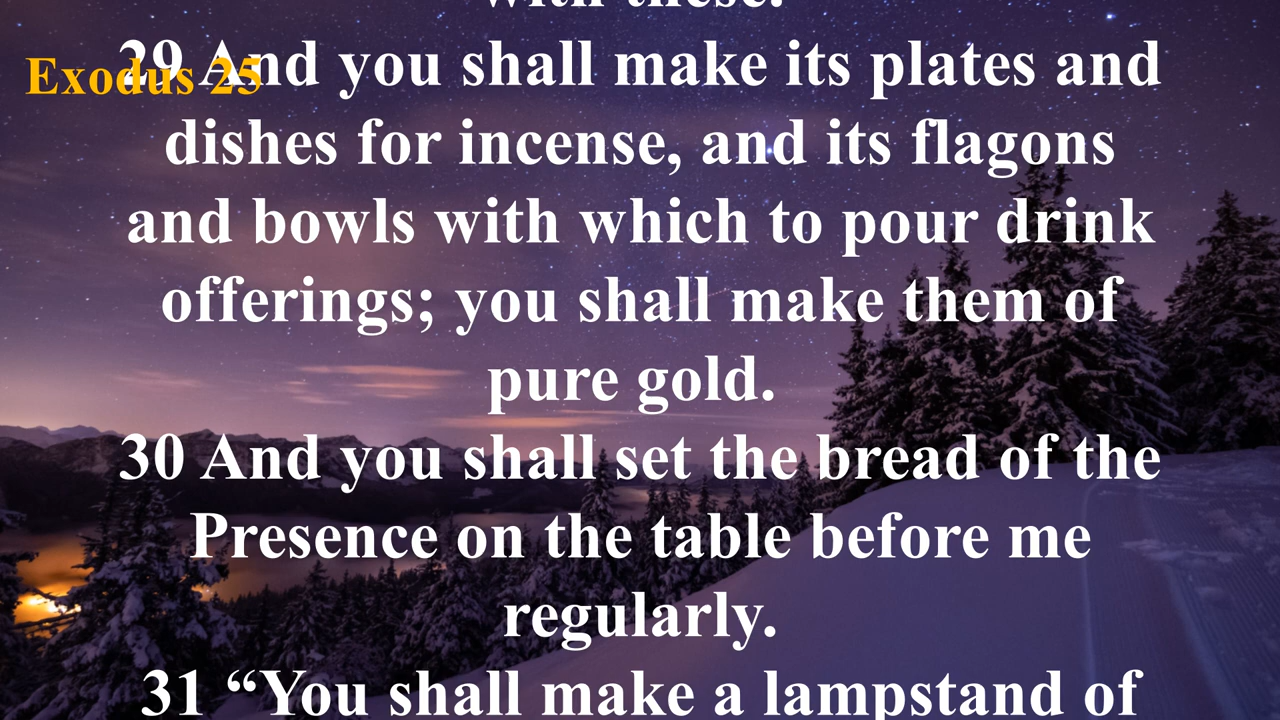 with these.
Exodus 25
29 And you shall make its plates and
dishes for incense, and its flagons
and bowls with which to pour drink
offerings; you shall make them of
pure gold.
30 And you shall set the bread of the
Presence on the table before me
regularly.
31 “You shall make a lampstand of